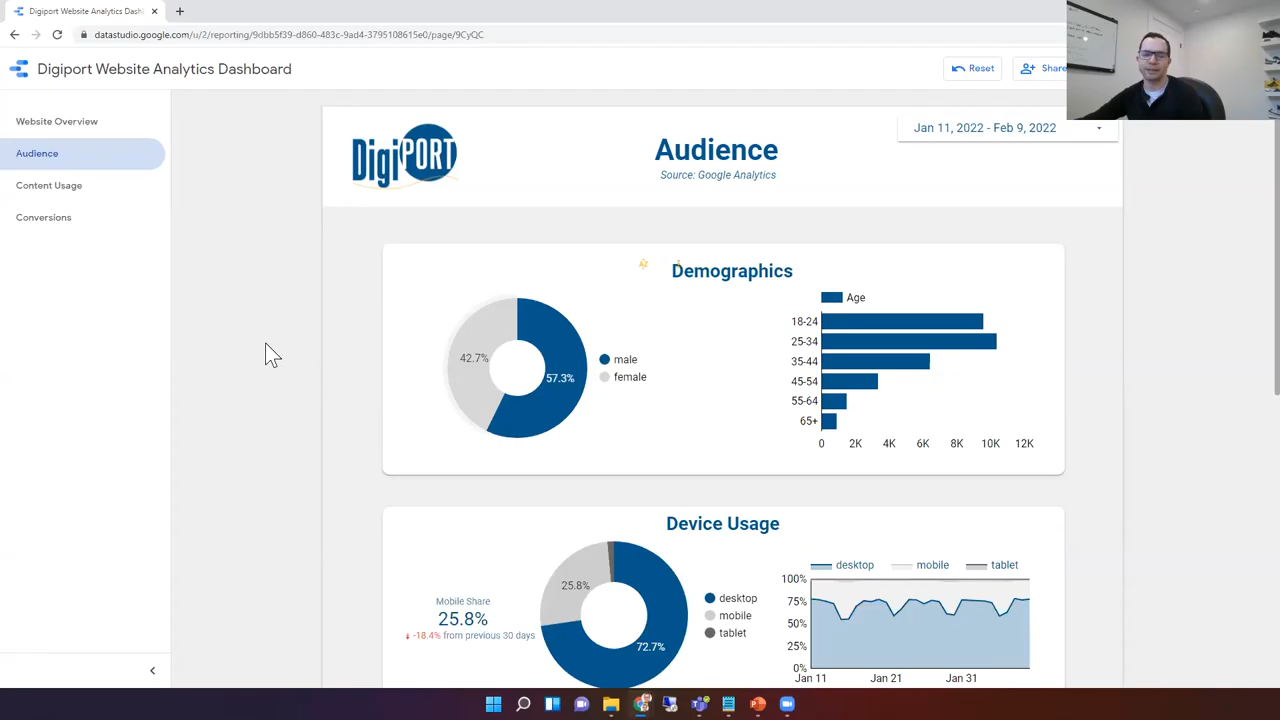 Digiport Website Analytics Dash
datastudio.google.com/u/2/reporting/9dbb5f39-d860-483c-9ad4-3795108615e0/page/9CyQC
Digiport Website Analytics Dashboard
Reset
Share
Website Overview
Audience
Content Usage
Conversions
DigiPORT
Audience
Source: Google Analytics
Jan 11, 2022 - Feb 9, 2022
Demographics
42.7%
57.3%
male
female
Age
18-24
25-34
35-44
45-54
55-64
65+
0 2K 4K 6K 8K 10K 12K
Device Usage
Mobile Share
25.8%
-18.4% from previous 30 days
25.8%
72.7%
desktop
mobile
tablet
desktop mobile tablet
100%
75%
50%
25%
0%
Jan 11 Jan 21 Jan 31